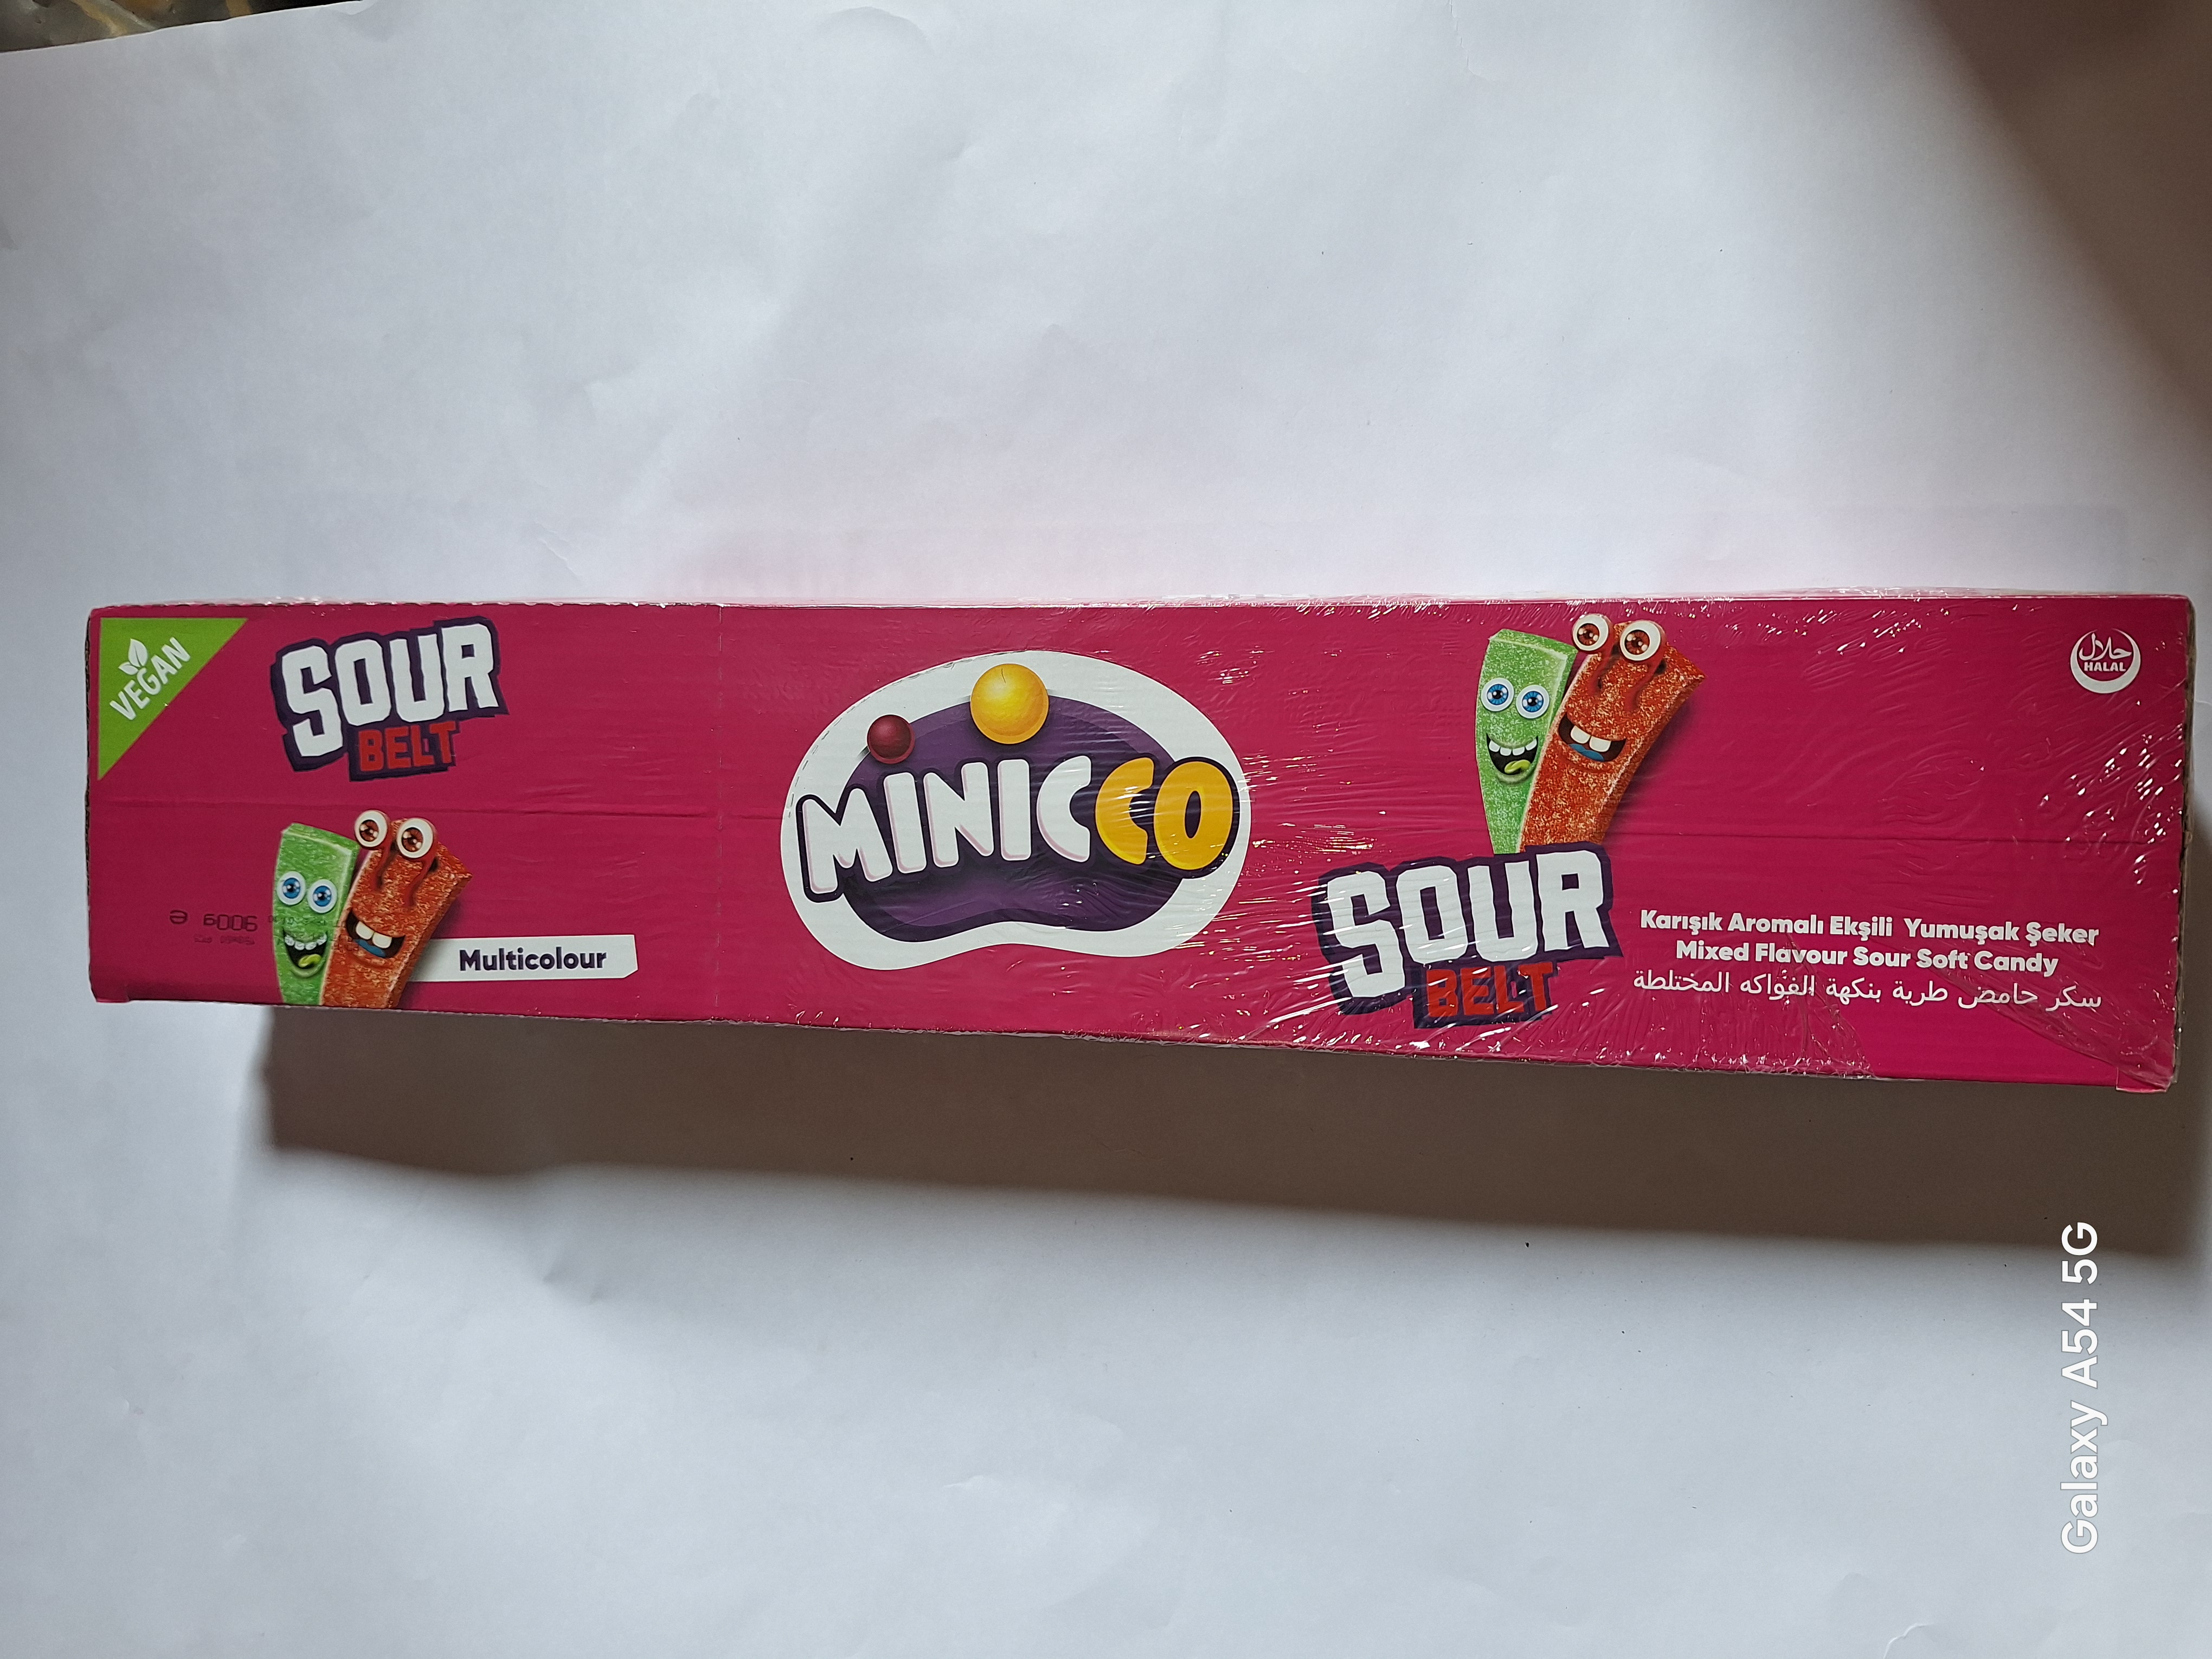 VEGAN
SOUR
BELT
900g e
Multicolour
MINICCO
SOUR
BELT
حلال
HALAL
Karışık Aromalı Ekşili Yumuşak Şeker
Mixed Flavour Sour Soft Candy
سكر حامض طرية بنكهة الفواكه المختلطة
Galaxy A54 5G